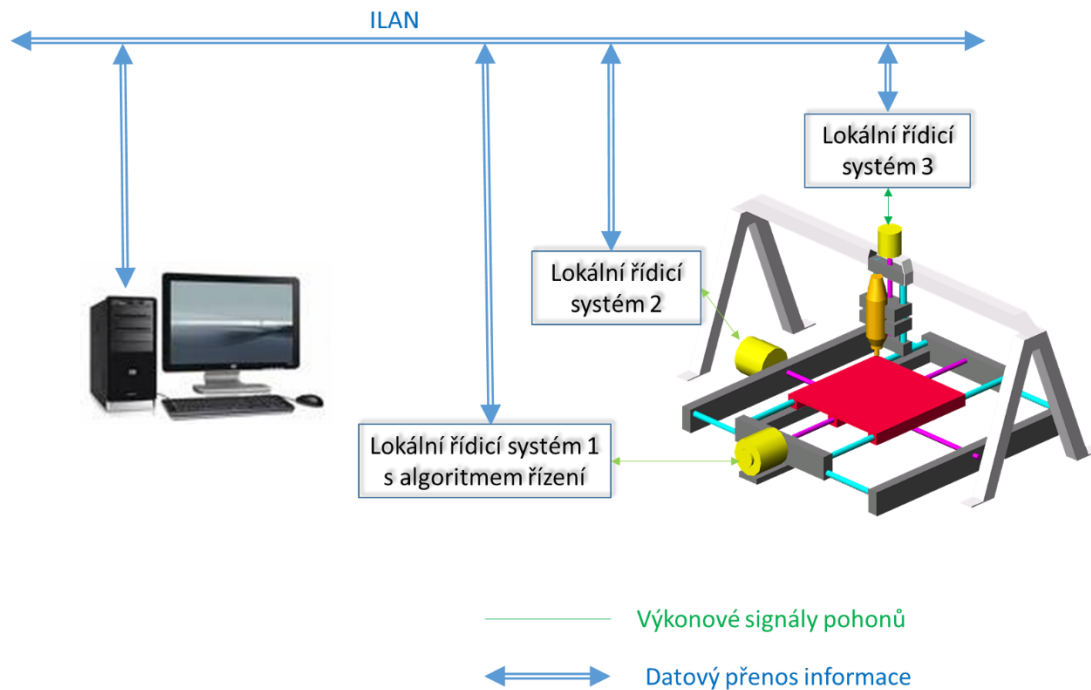 ILAN
Lokální řídicí
systém 3
Lokální řídicí
systém 2
Lokální řídicí systém 1
s algoritmem řízení
Výkonové signály pohonů
Datový přenos informace